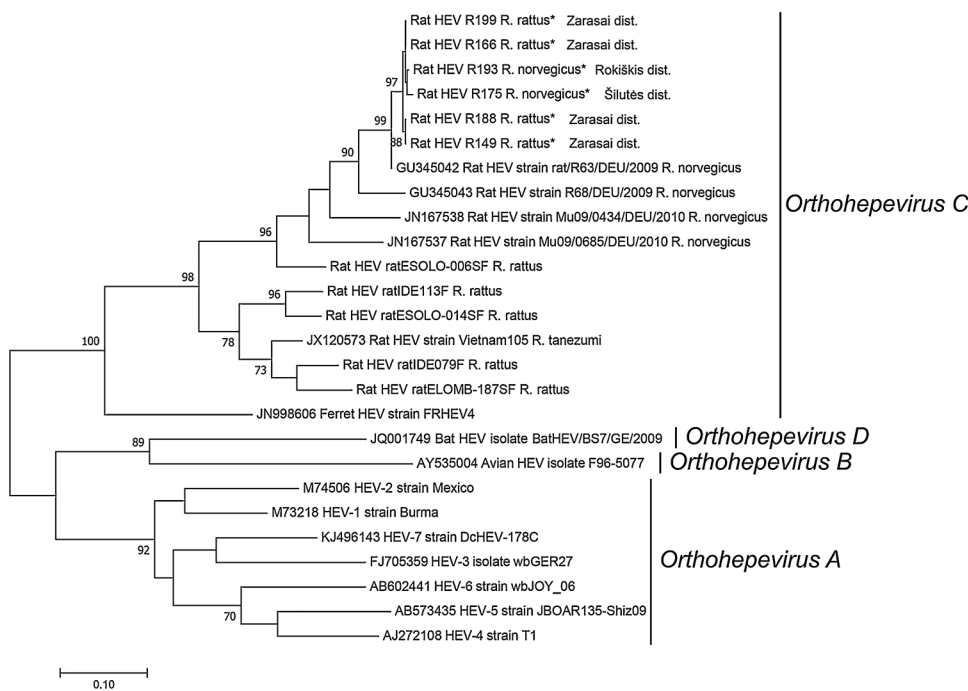 Rat HEV R199 R. rattus* Zarasai dist.
Rat HEV R166 R. rattus* Zarasai dist.
Rat HEV R193 R. norvegicus* Rokiškis dist.
97
Rat HEV R175 R. norvegicus* Šilutės dist.
99
Rat HEV R188 R. rattus* Zarasai dist.
88
Rat HEV R149 R. rattus* Zarasai dist.
90
GU345042 Rat HEV strain rat/R63/DEU/2009 R. norvegicus
GU345043 Rat HEV strain R68/DEU/2009 R. norvegicus
Orthohepevirus C
JN167538 Rat HEV strain Mu09/0434/DEU/2010 R. norvegicus
96
JN167537 Rat HEV strain Mu09/0685/DEU/2010 R. norvegicus
Rat HEV ratESOLO-006SF R. rattus
98
Rat HEV ratIDE113F R. rattus
96
Rat HEV ratESOLO-014SF R. rattus
78
JX120573 Rat HEV strain Vietnam105 R. tanezumi
100
Rat HEV ratIDE079F R. rattus
73
Rat HEV ratELOMB-187SF R. rattus
JN998606 Ferret HEV strain FRHEV4
89
JQ001749 Bat HEV isolate BatHEV/BS7/GE/2009
Orthohepevirus D
AY535004 Avian HEV isolate F96-5077
Orthohepevirus B
M74506 HEV-2 strain Mexico
M73218 HEV-1 strain Burma
92
KJ496143 HEV-7 strain DcHEV-178C
FJ705359 HEV-3 isolate wbGER27
Orthohepevirus A
AB602441 HEV-6 strain wbJOY_06
70
AB573435 HEV-5 strain JBOAR135-Shiz09
AJ272108 HEV-4 strain T1
0.10